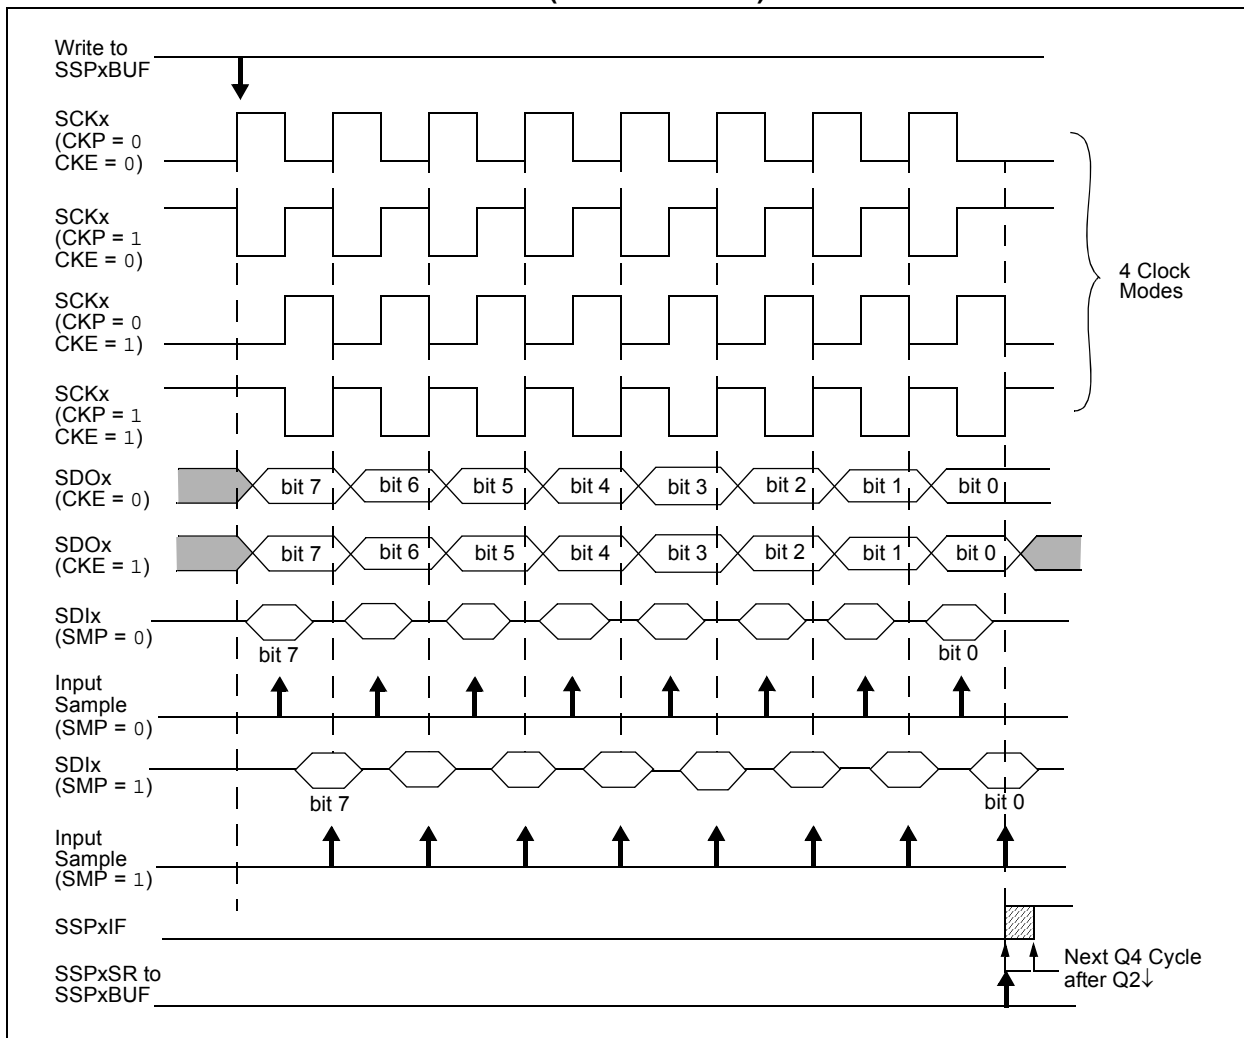 Write to
SSPxBUF
SCKx
(CKP = 0
CKE = 0)
SCKx
(CKP = 1
CKE = 0)
4 Clock
Modes
SCKx
(CKP = 0
CKE = 1)
SCKx
(CKP = 1
CKE = 1)
SDOx
(CKE = 0)
bit 7 bit 6 bit 5 bit 4 bit 3 bit 2 bit 1 bit 0
SDOx
(CKE = 1)
bit 7 bit 6 bit 5 bit 4 bit 3 bit 2 bit 1 bit 0
SDIx
(SMP = 0)
bit 7 bit 0
Input
Sample
(SMP = 0)
SDIx
(SMP = 1)
bit 7 bit 0
Input
Sample
(SMP = 1)
SSPxIF
SSPxSR to
SSPxBUF
Next Q4 Cycle
after Q2↓